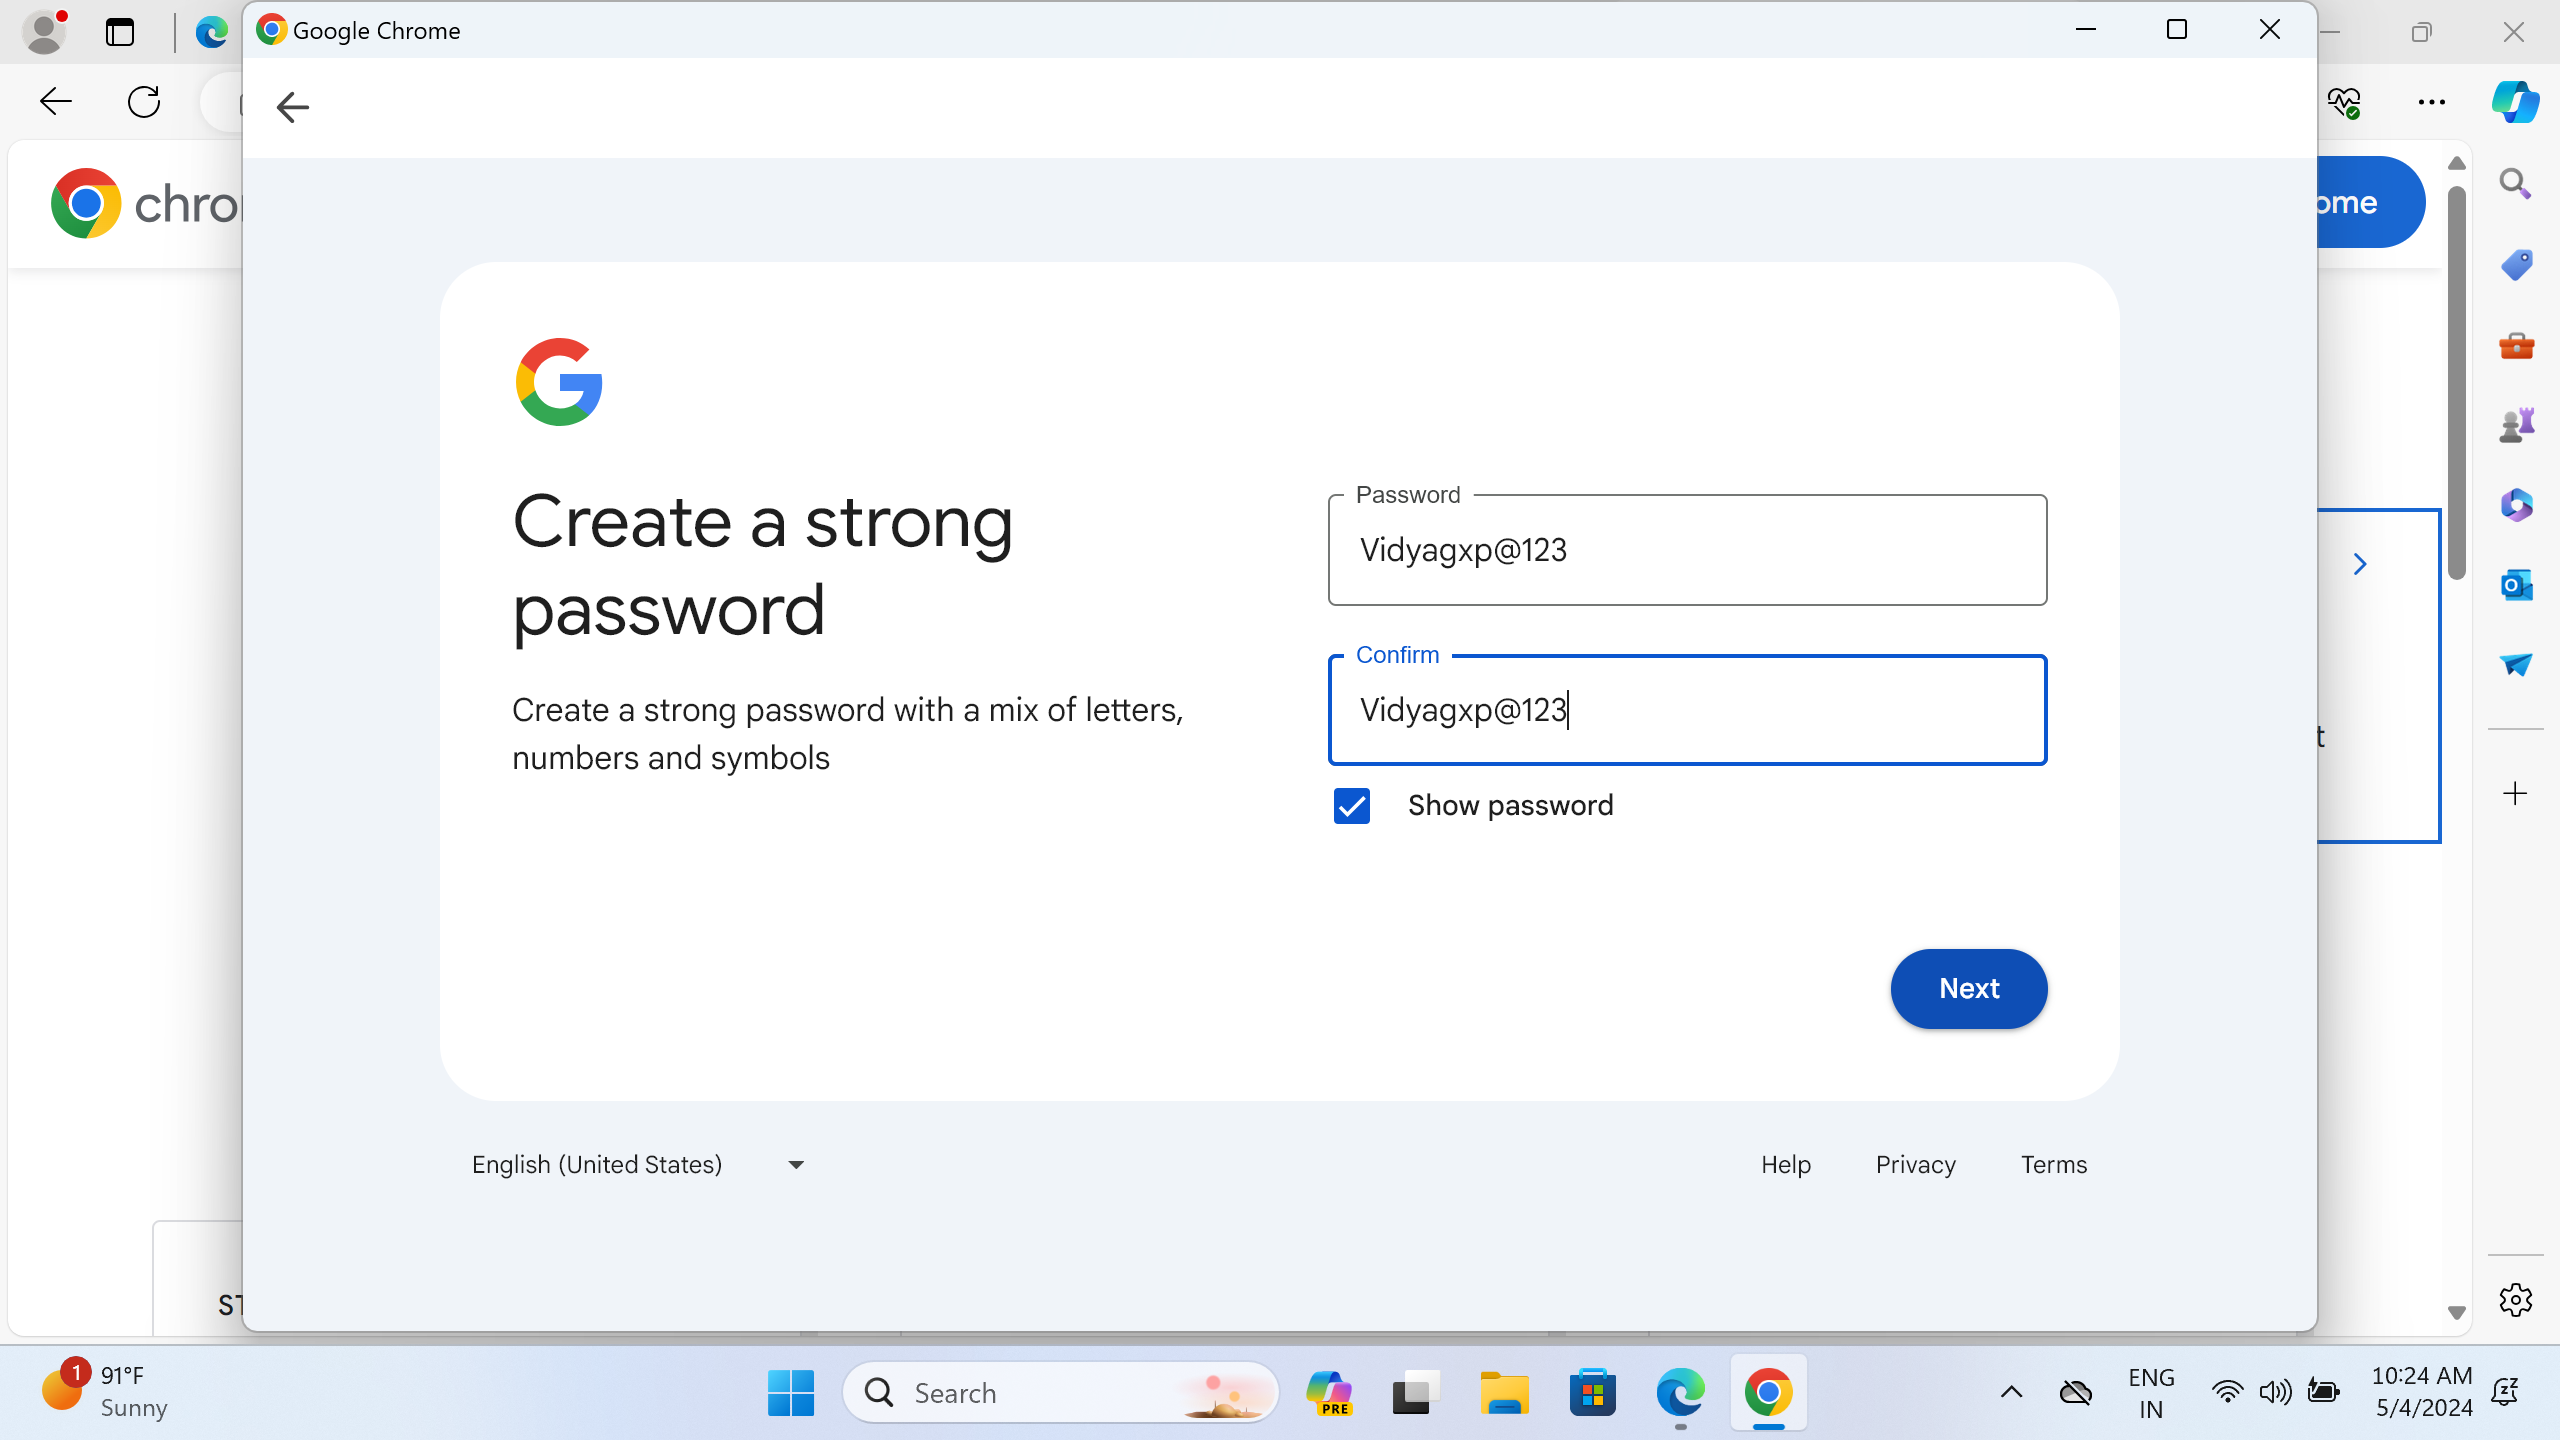 Google Chrome
chro
ome
Create a strong
password
Create a strong password with a mix of letters,
numbers and symbols
Password
Vidyagxp@123
Confirm
Vidyagxp@123
Show password
Next
t
English (United States)
Help Privacy Terms
ST
1
91°F
Sunny
Search
PRE
ENG
IN
10:24 AM
5/4/2024